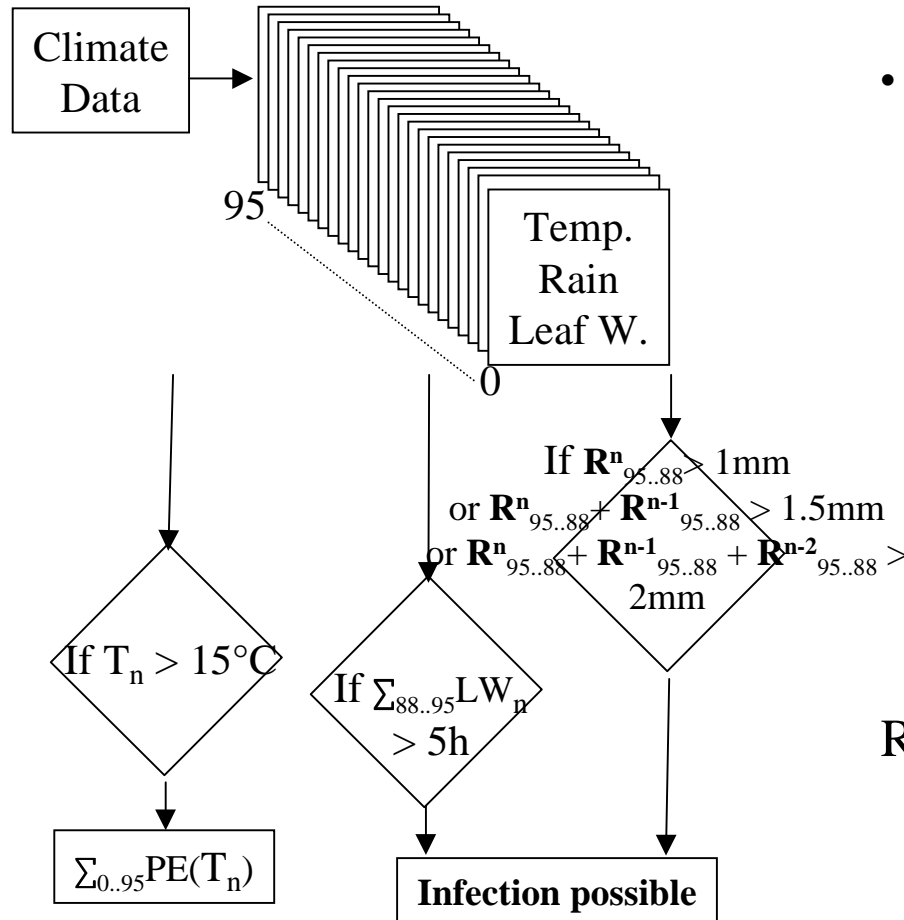 Climate
Data
•
95
Temp.
Rain
Leaf W.
0
If Rⁿ₉₅..₈₈ > 1mm
or Rⁿ₉₅..₈₈ + Rⁿ⁻¹₉₅..₈₈ > 1.5mm
or Rⁿ₉₅..₈₈ + Rⁿ⁻¹₉₅..₈₈ + Rⁿ⁻²₉₅..₈₈ >
2mm
If Tₙ > 15°C
If ∑₈₈..₉₅LWₙ
> 5h
R
∑₀..₉₅PE(Tₙ)
Infection possible